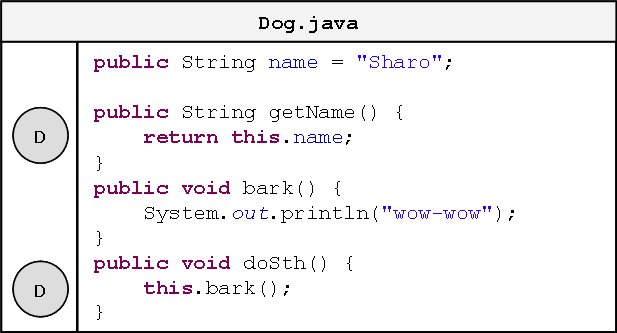 Dog.java
public String name = "Sharo";
public String getName() {
D
return this.name;
}
public void bark() {
System.out.println("wow-wow");
}
public void doSth() {
D
this.bark();
}